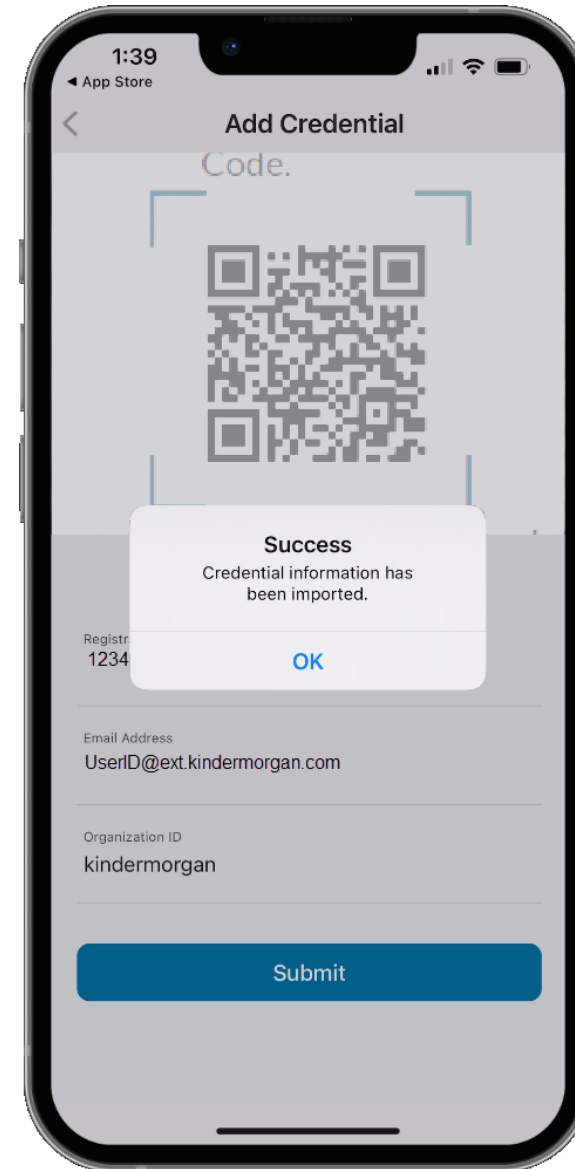 1:39
◀ App Store
Add Credential
Code.
Success
Credential information has
been imported.
OK
Registr
1234
Email Address
UserID@ext.kindermorgan.com
Organization ID
kindermorgan
Submit